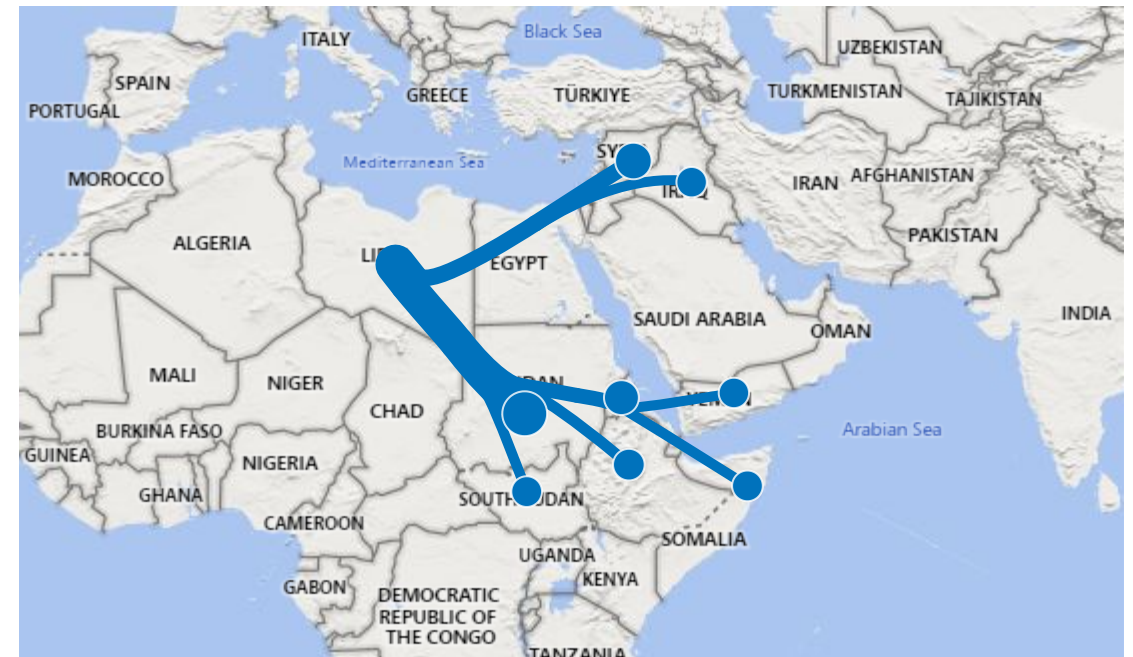 ITALY
Black Sea
UZBEKISTAN
SPAIN
GREECE
TÜRKIYE
TURKMENISTAN
TAJIKISTAN
PORTUGAL
Mediterranean Sea
MOROCCO
IRAN
AFGHANISTAN
ALGERIA
PAKISTAN
EGYPT
SAUDI ARABIA
OMAN
INDIA
MALI
NIGER
CHAD
BURKINA FASO
Arabian Sea
GUINEA
NIGERIA
GHANA
CAMEROON
SOMALIA
UGANDA
KENYA
GABON
DEMOCRATIC
REPUBLIC OF
THE CONGO
TANZANIA